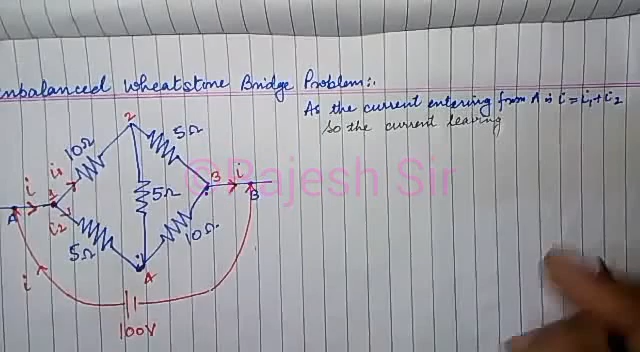 nbalanced Wheatstone Bridge Problem:.
As the current entering from A is i = i1+i2
so the current leaving
2
10Ω
5Ω
i1
i
1
A
i2
5Ω
5Ω
3
i
B
10Ω
4
i
100V
©Rajesh Sir